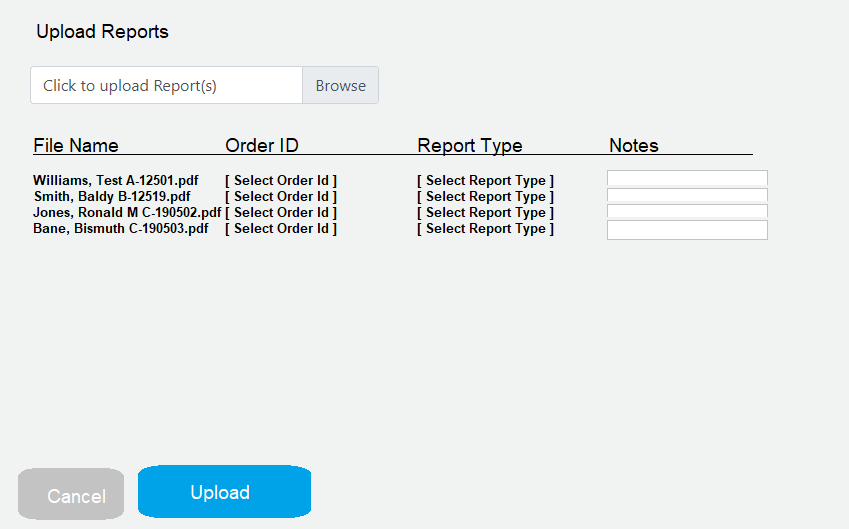 Upload Reports
Click to upload Report(s) Browse
File Name Order ID Report Type Notes
Williams, Test A-12501.pdf [ Select Order Id ] [ Select Report Type ]
Smith, Baldy B-12519.pdf [ Select Order Id ] [ Select Report Type ]
Jones, Ronald M C-190502.pdf [ Select Order Id ] [ Select Report Type ]
Bane, Bismuth C-190503.pdf [ Select Order Id ] [ Select Report Type ]
Cancel Upload